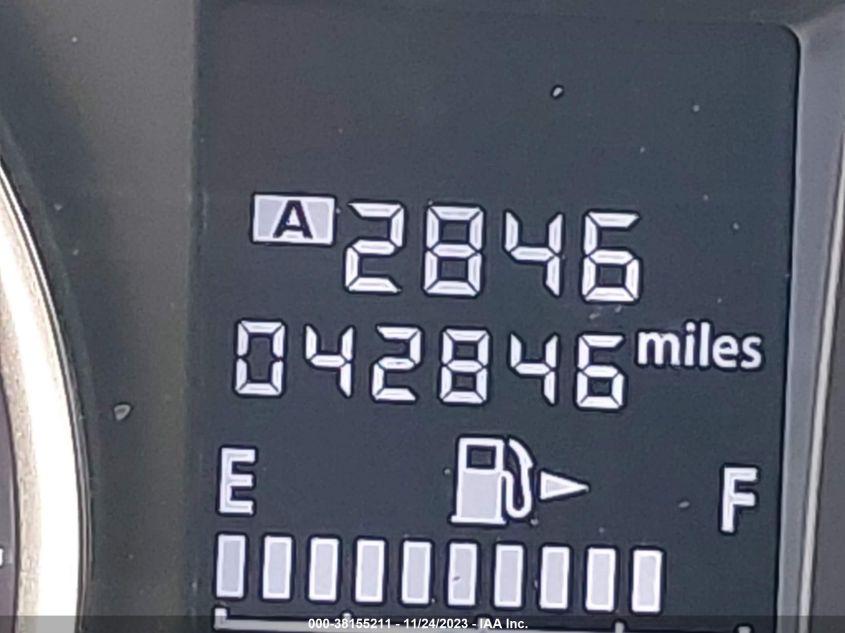 A 2846
042846 miles
E F
000-38155211 - 11/24/2023 - IAA Inc.